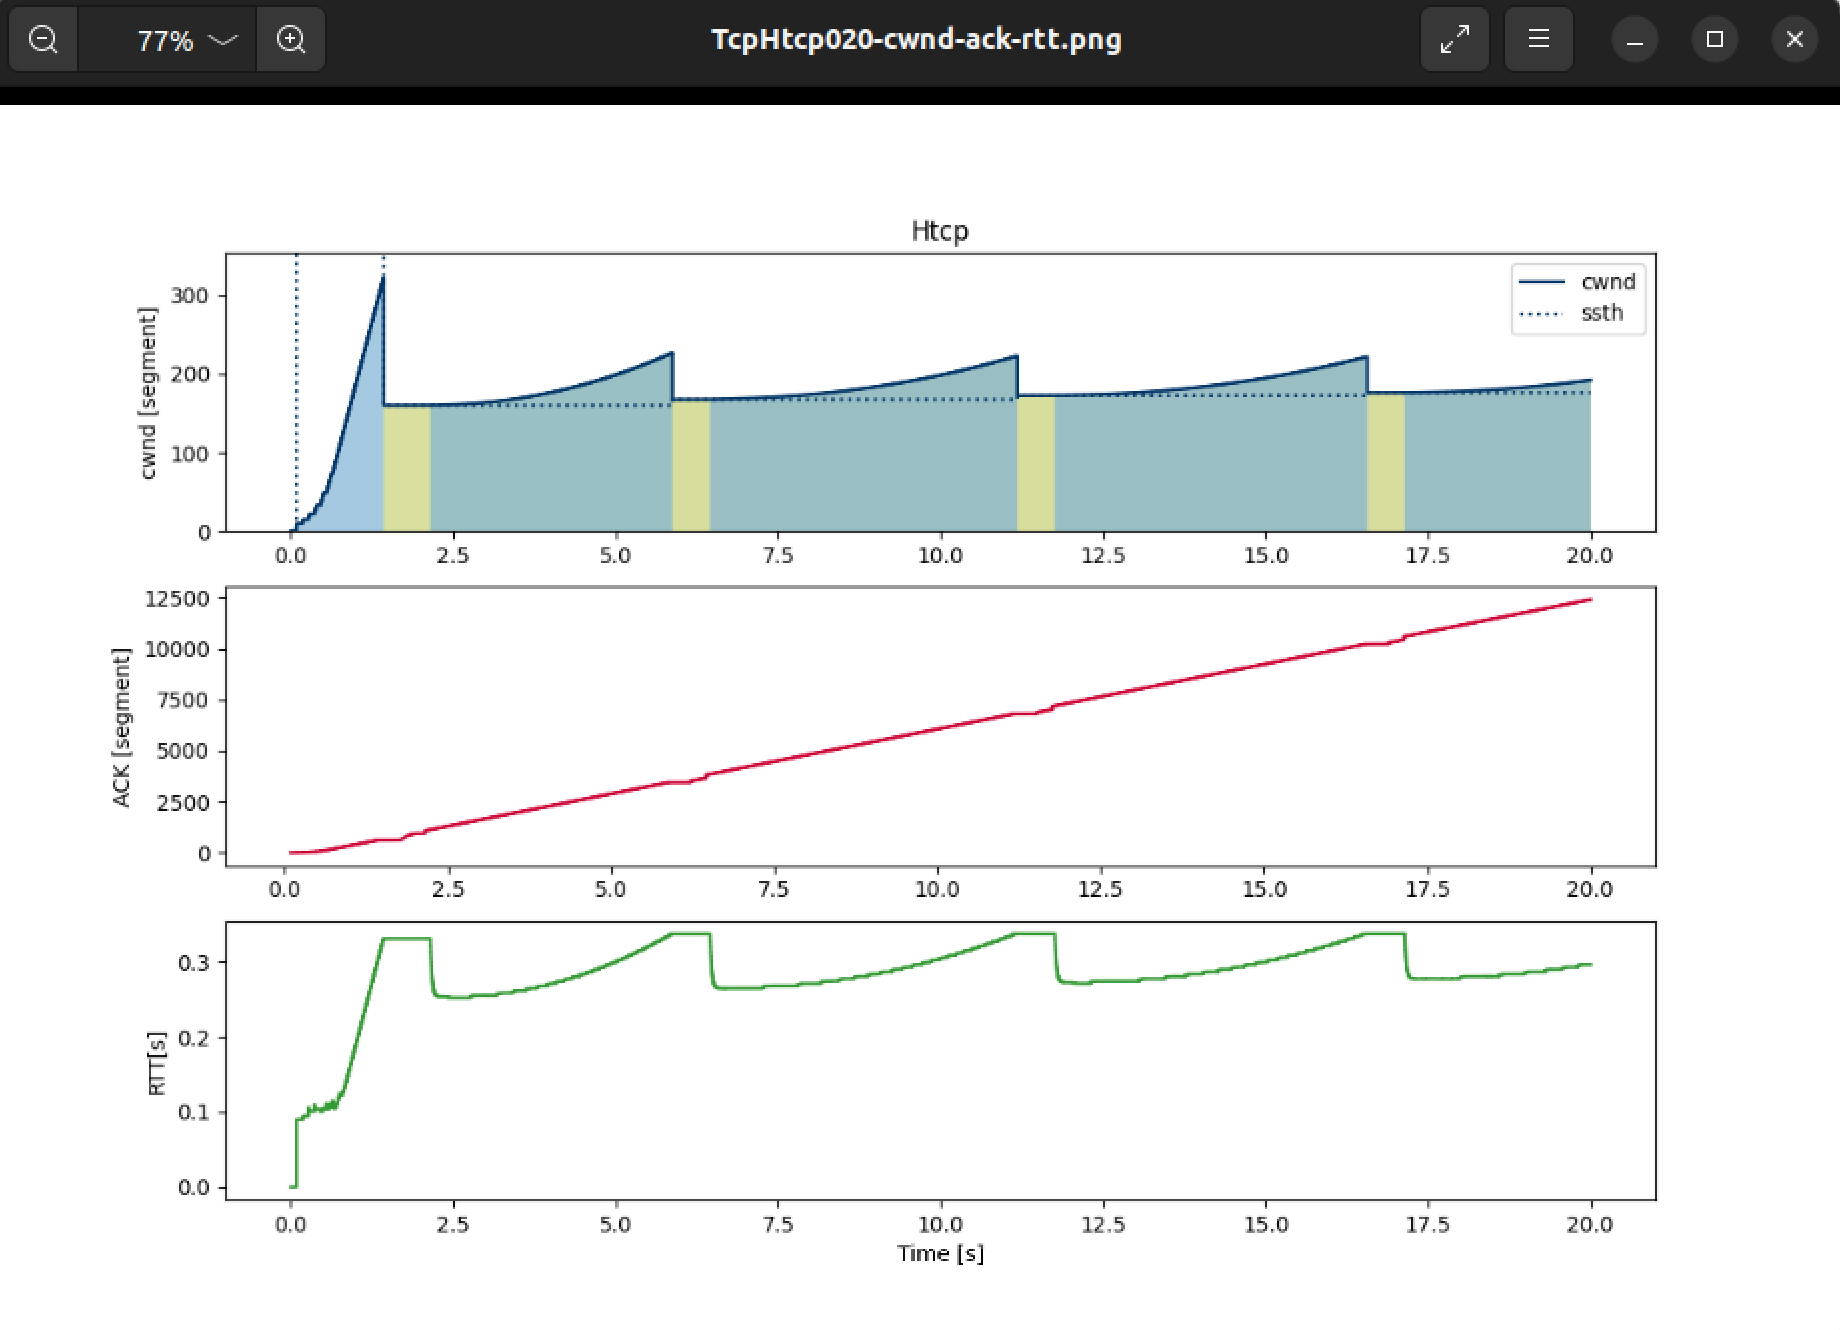 77%
TcpHtcp020-cwnd-ack-rtt.png
Htcp
cwnd
ssth
cwnd [segment]
300
200
100
0
0.0 2.5 5.0 7.5 10.0 12.5 15.0 17.5 20.0
ACK [segment]
12500
10000
7500
5000
2500
0
0.0 2.5 5.0 7.5 10.0 12.5 15.0 17.5 20.0
RTT[s]
0.3
0.2
0.1
0.0
0.0 2.5 5.0 7.5 10.0 12.5 15.0 17.5 20.0
Time [s]